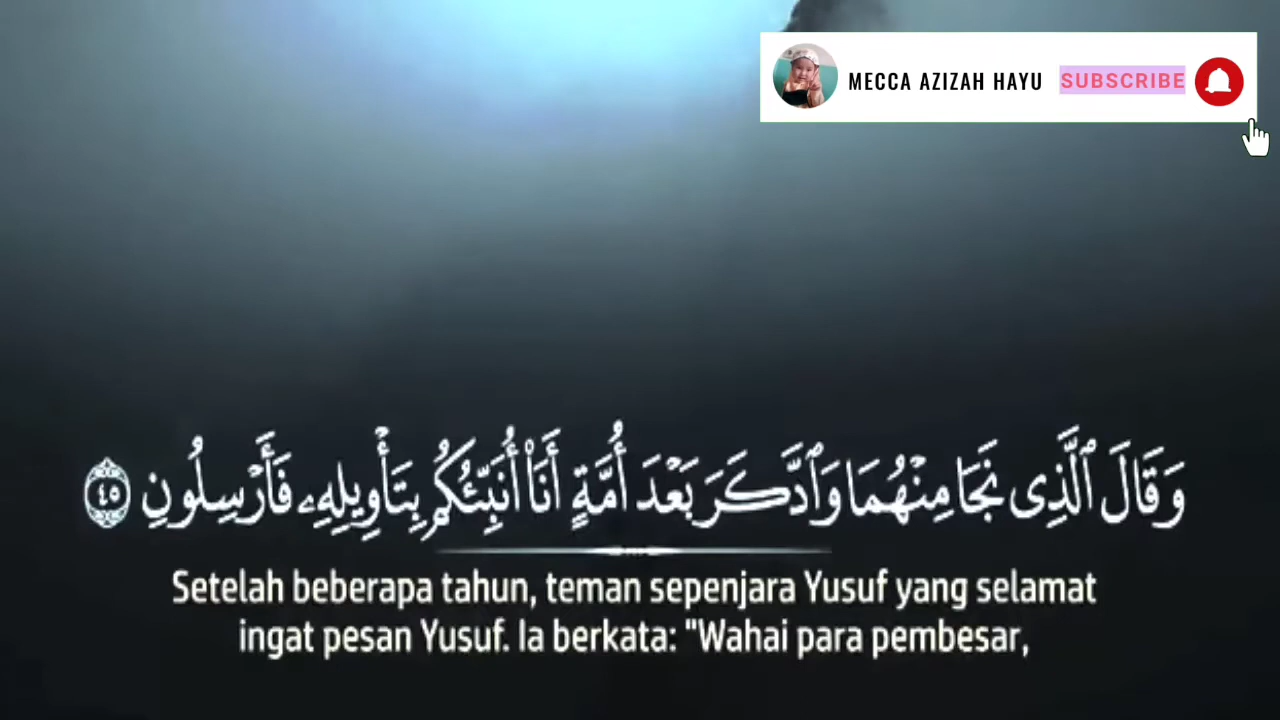 MECCA AZIZAH HAYU SUBSCRIBE
وَقَالَ ٱلَّذِى نَجَا مِنْهُمَا وَٱدَّكَرَ بَعْدَ أُمَّةٍ أَنَا۠ أُنَبِّئُكُم بِتَأْوِيلِهِۦ فَأَرْسِلُونِ ٤٥
Setelah beberapa tahun, teman sepenjara Yusuf yang selamat
ingat pesan Yusuf. Ia berkata: "Wahai para pembesar,